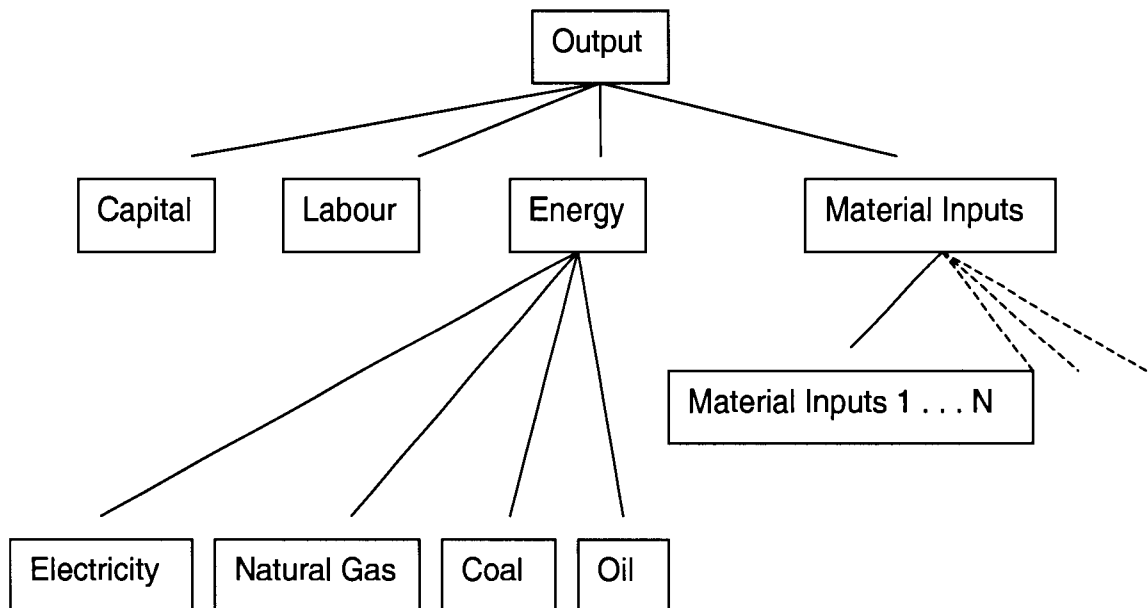 Output
Capital
Labour
Energy
Material Inputs
Material Inputs 1 . . . N
Electricity
Natural Gas
Coal
Oil